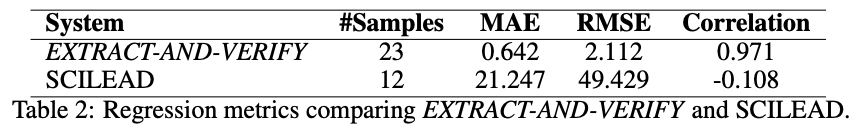 System #Samples MAE RMSE Correlation
EXTRACT-AND-VERIFY 23 0.642 2.112 0.971
SCILEAD 12 21.247 49.429 -0.108
Table 2: Regression metrics comparing EXTRACT-AND-VERIFY and SCILEAD.